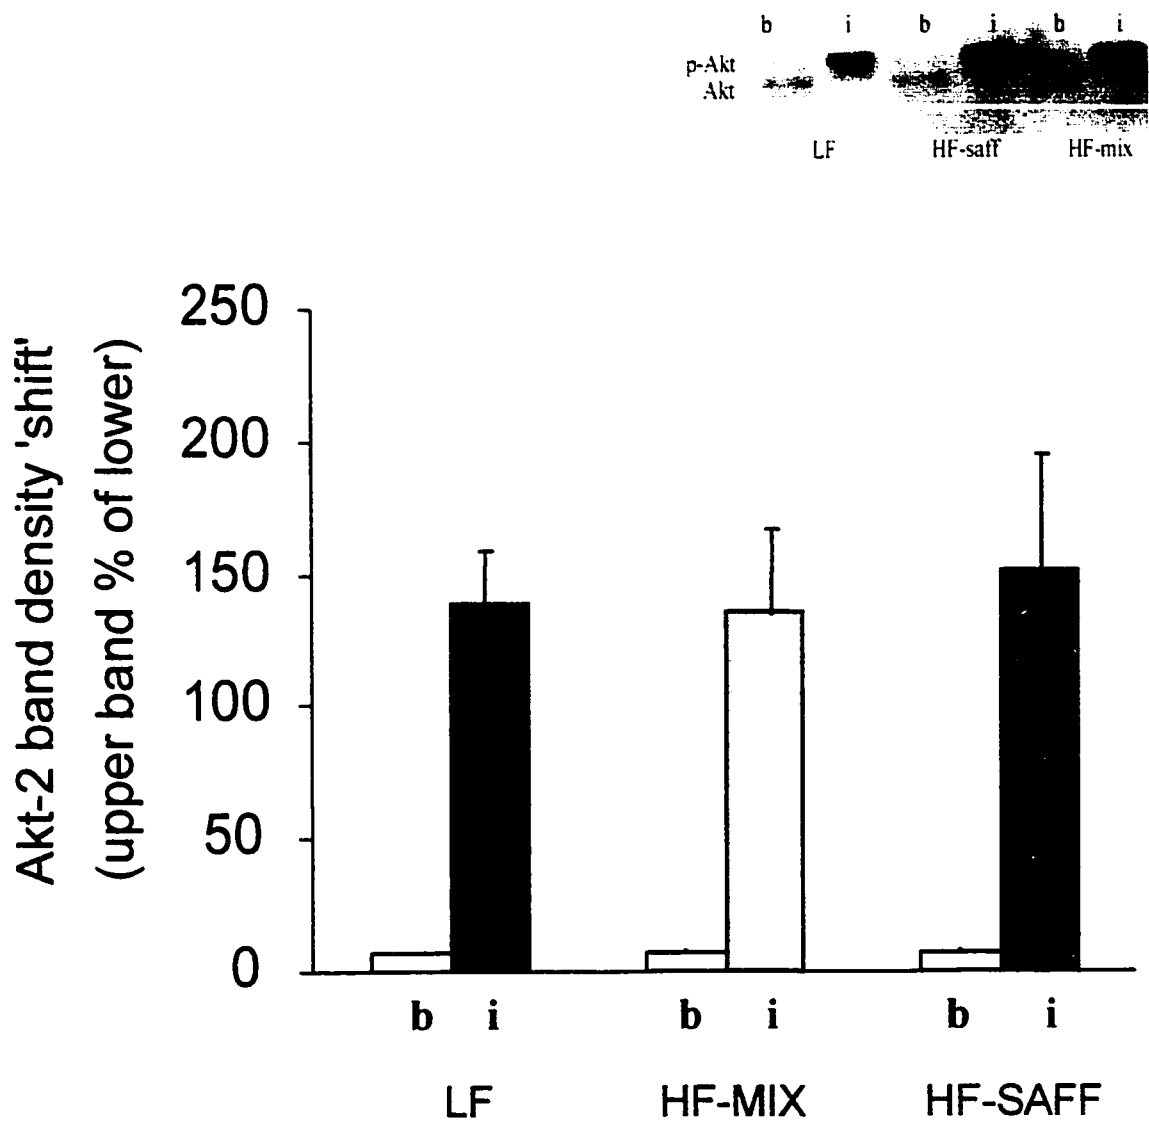 b i b i b i
p-Akt
Akt
LF HF-saff HF-mix
Akt-2 band density 'shift'
(upper band % of lower)
250
200
150
100
50
0
b i b i b i
LF HF-MIX HF-SAFF